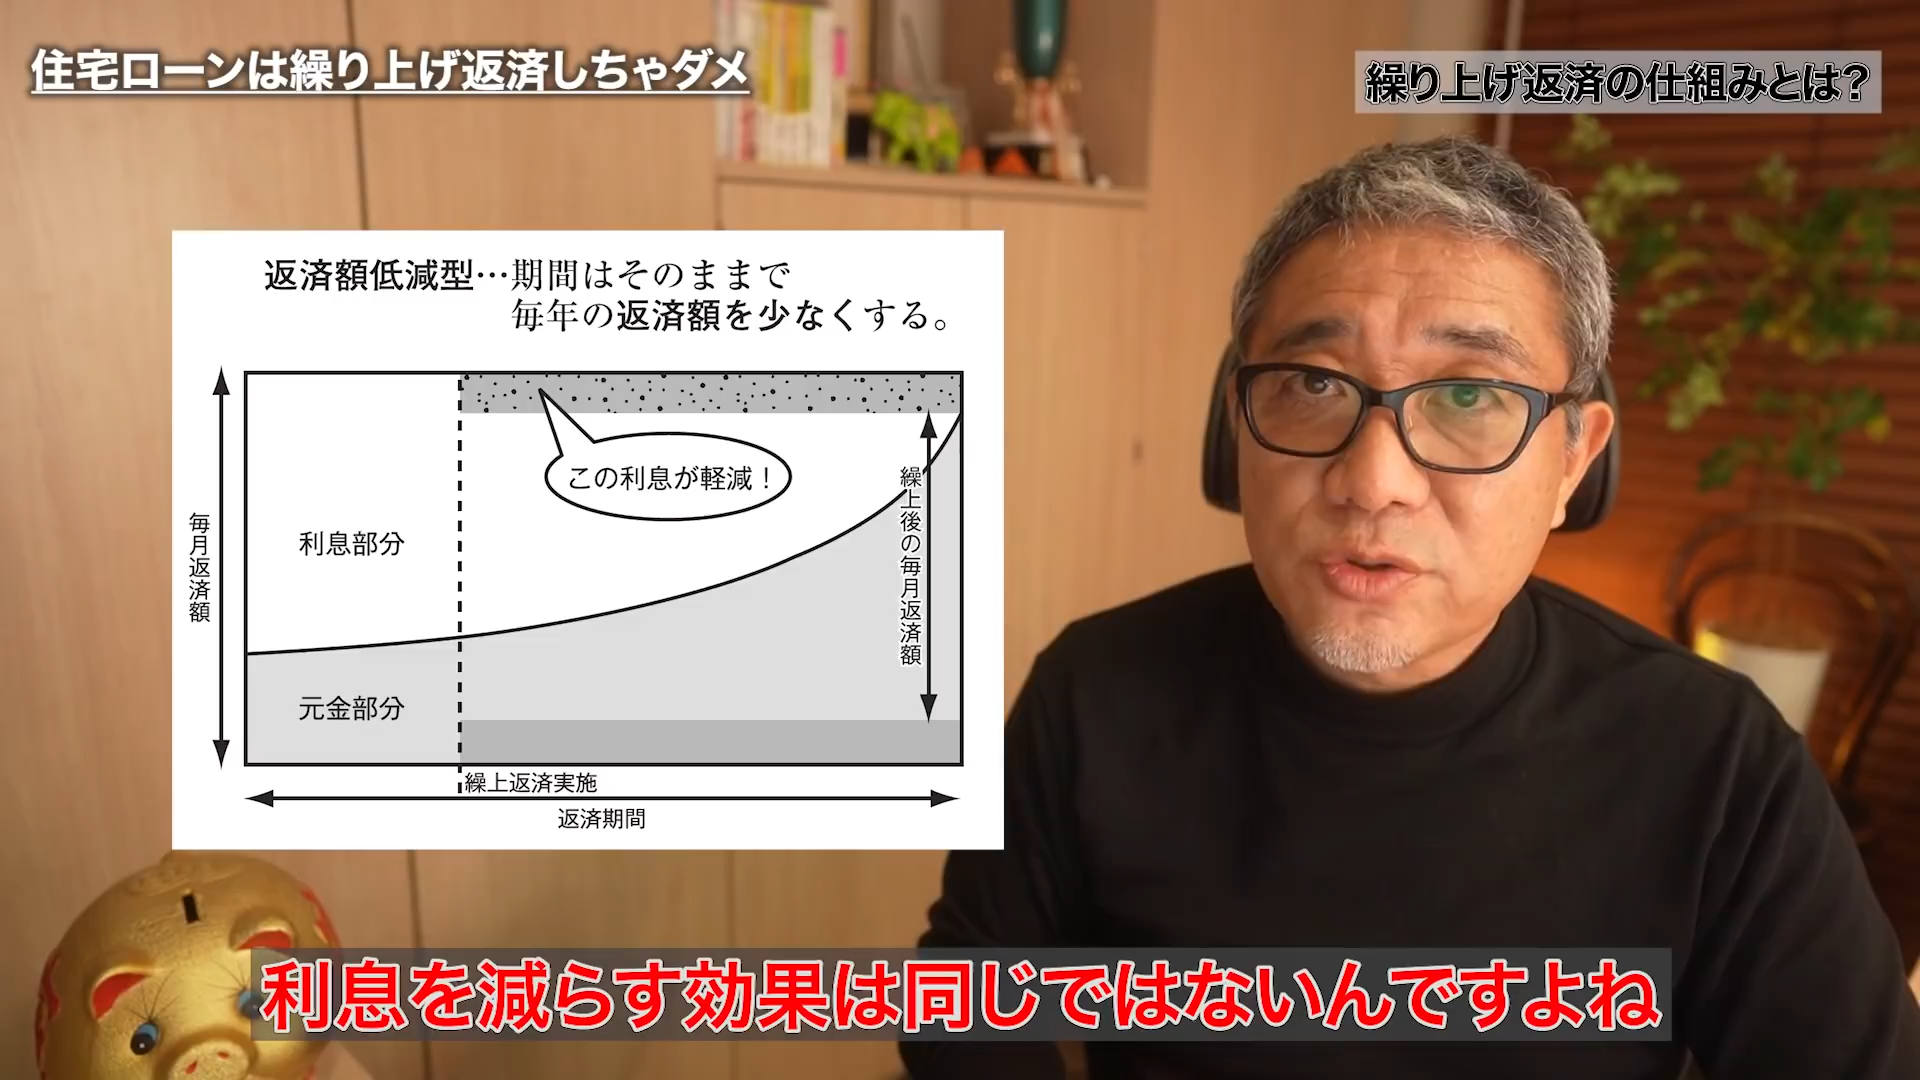 住宅ローンは繰り上げ返済しちゃダメ
繰り上げ返済の仕組みとは?
返済額低減型…期間はそのままで
毎年の返済額を少なくする。
この利息が軽減！
利息部分
毎月返済額
繰上後の毎月返済額
元金部分
繰上返済実施
返済期間
利息を減らす効果は同じではないんですよね